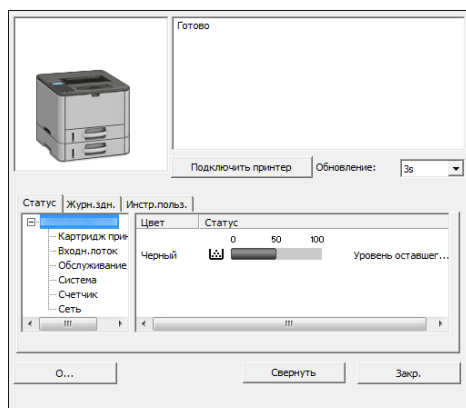 Готово
Подключить принтер Обновление: 3s
Статус Журн.здн. Инстр.польз.
Картридж прин
Входн.лоток
Обслуживание
Система
Счетчик
Сеть
Цвет Статус
0 50 100
Черный Уровень оставшег...
О... Свернуть Закр.